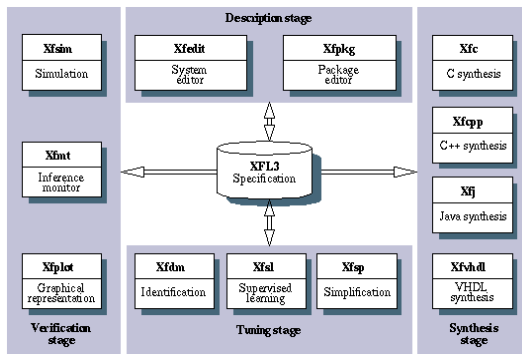 Description stage
Xfsim
Simulation
Xfedit
System
editor
Xfpkg
Package
editor
Xfc
C synthesis
Xfmt
Inference
monitor
XFL3
Specification
Xfcpp
C++ synthesis
Xfj
Java synthesis
Xfplot
Graphical
representation
Xfdm
Identification
Xfsl
Supervised
learning
Xfsp
Simplification
Xfvhdl
VHDL
synthesis
Verification
stage
Tuning stage
Synthesis
stage